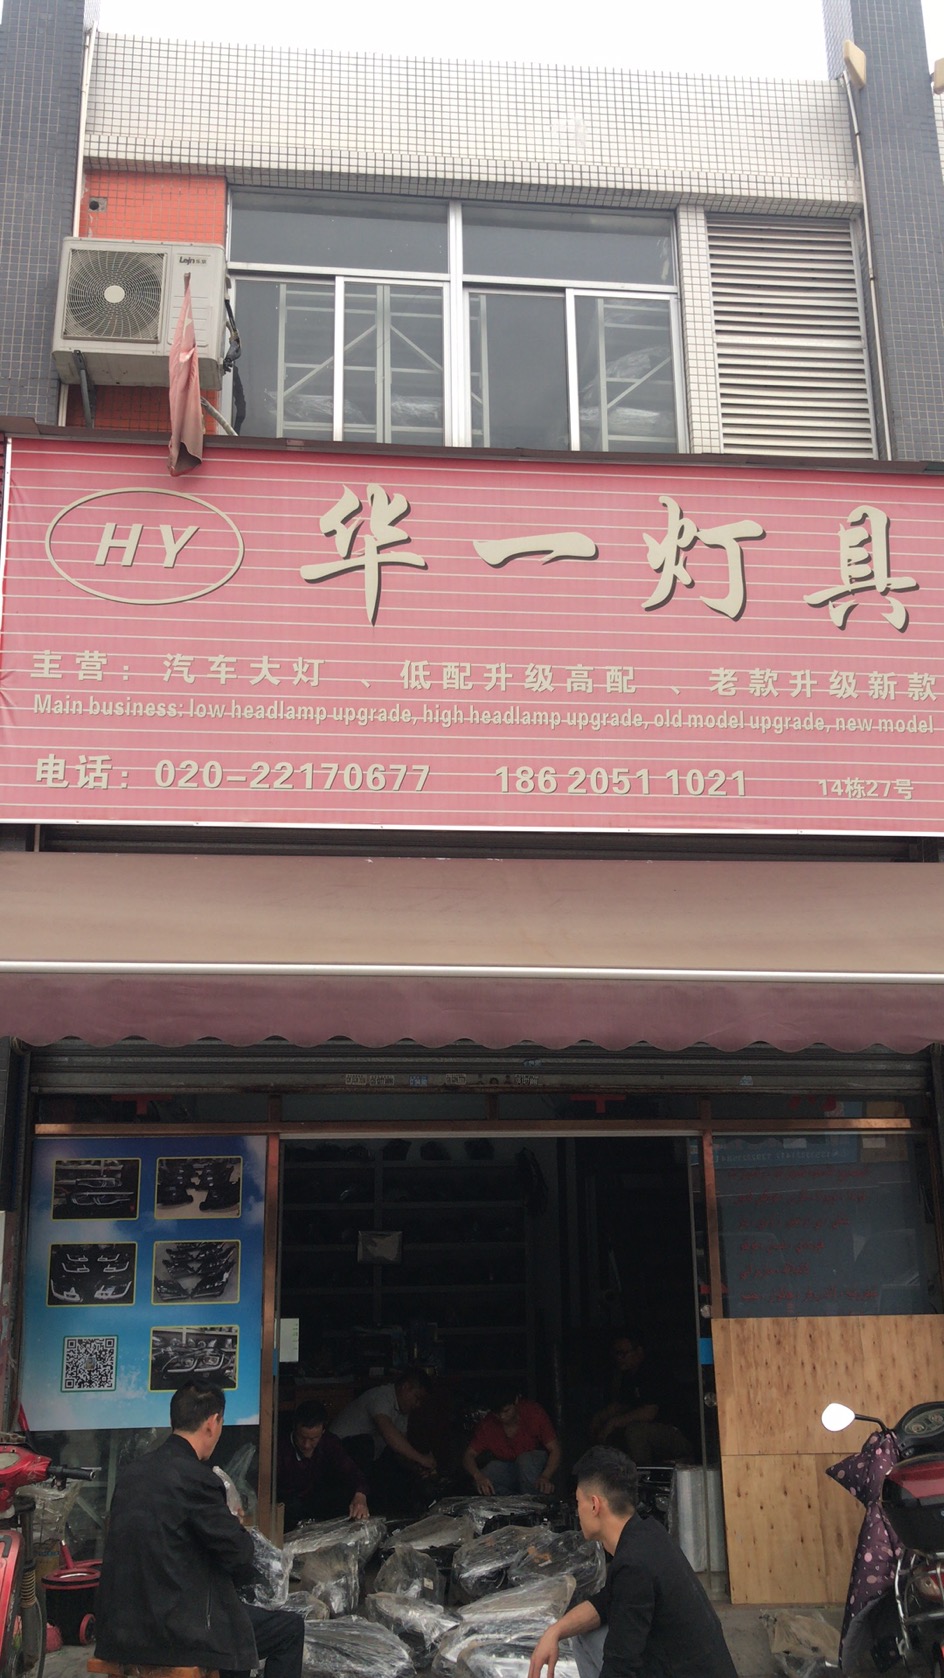 Lejn
HY 华一灯具
主营：汽车大灯、低配升级高配、老款升级新款
Main business: low headlamp upgrade, high headlamp upgrade, old model upgrade, new model
电话：020-22170677 186 2051 1021 14栋27号